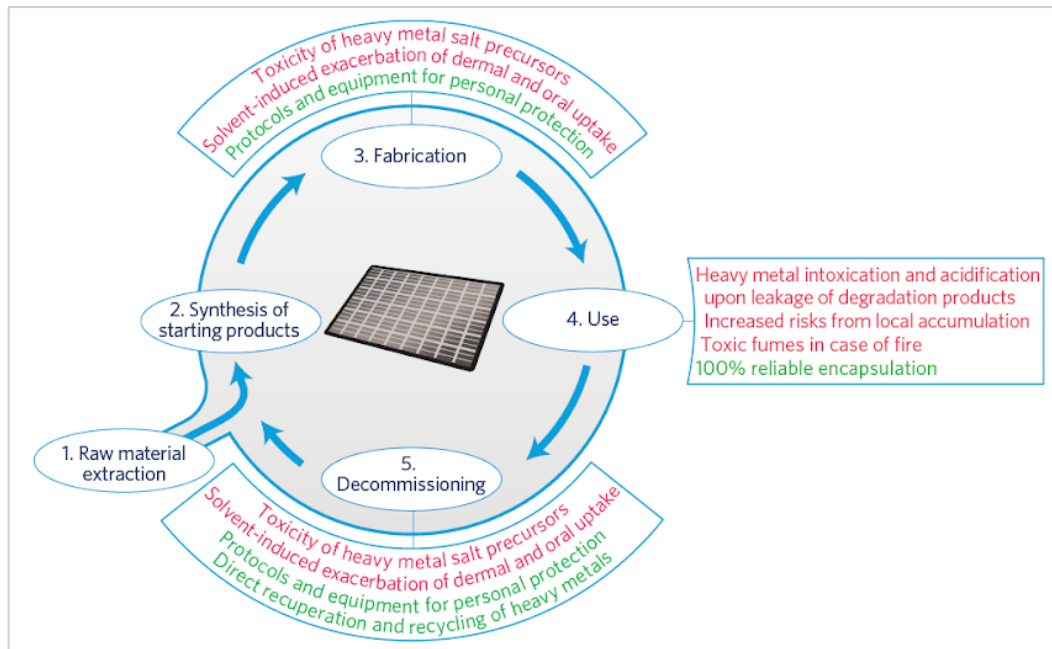 Toxicity of heavy metal salt precursors
Solvent-induced exacerbation of dermal and oral uptake
Protocols and equipment for personal protection
3. Fabrication
2. Synthesis of
starting products
4. Use
Heavy metal intoxication and acidification
upon leakage of degradation products
Increased risks from local accumulation
Toxic fumes in case of fire
100% reliable encapsulation
1. Raw material
extraction
5.
Decommissioning
Toxicity of heavy metal salt precursors
Solvent-induced exacerbation of dermal and oral uptake
Protocols and equipment for personal protection
Direct recuperation and recycling of heavy metals